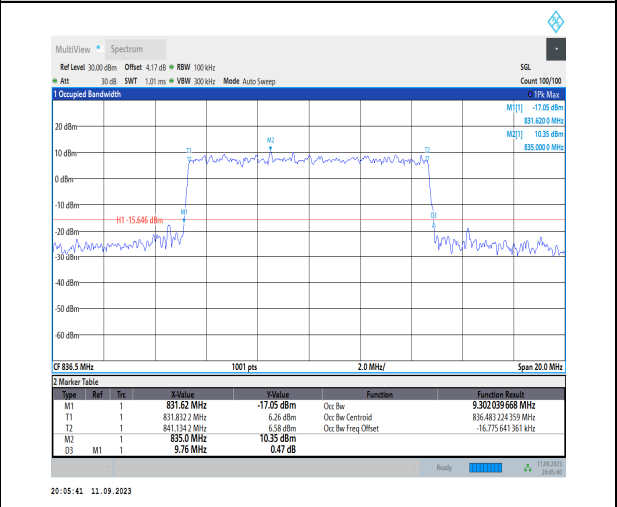 MultiView Spectrum
Ref Level 30.00 dBm Offset 4.17 dB RBW 100 kHz SGL
Att 30 dB SWT 1.01 ms VBW 300 kHz Mode Auto Sweep Count 100/100
1 Occupied Bandwidth 1Pk Max
M1[1] -17.05 dBm
831.620 0 MHz
M2[1] 10.35 dBm
835.000 0 MHz
20 dBm
M2
T1 T2
10 dBm
0 dBm
-10 dBm
M1
D3
H1 -15.646 dBm
-20 dBm
-30 dBm
-40 dBm
-50 dBm
-60 dBm
CF 836.5 MHz 1001 pts 2.0 MHz/ Span 20.0 MHz
2 Marker Table
Type Ref Trc X-Value Y-Value Function Function Result
M1 1 831.62 MHz -17.05 dBm Occ Bw 9.302 039 668 MHz
T1 1 831.832 2 MHz 6.26 dBm Occ Bw Centroid 836.483 224 359 MHz
T2 1 841.134 2 MHz 6.58 dBm Occ Bw Freq Offset -16.775 641 361 kHz
M2 1 835.0 MHz 10.35 dBm
D3 M1 1 9.76 MHz 0.47 dB
Ready 11.09.2023
20:05:40
20:05:41 11.09.2023